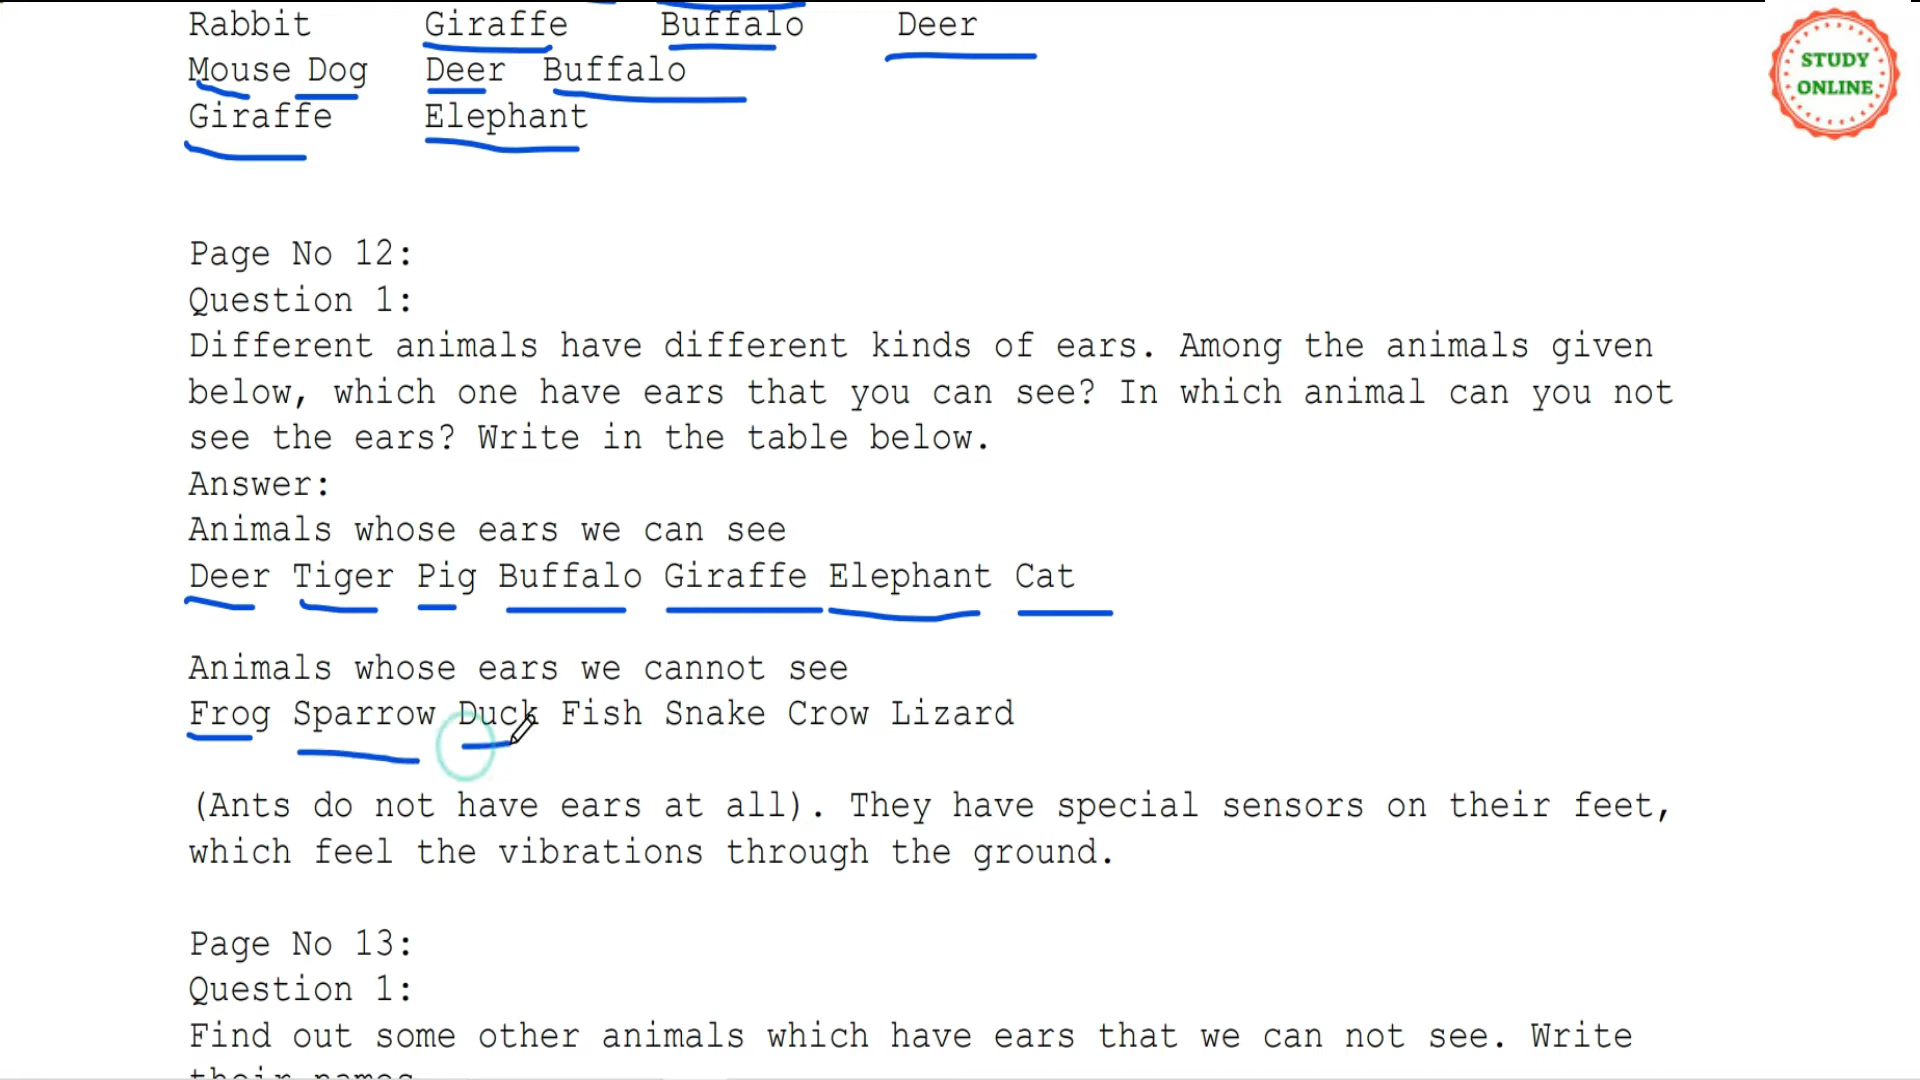 Rabbit Giraffe Buffalo Deer
Mouse Dog Deer Buffalo
Giraffe Elephant
STUDY
ONLINE
Page No 12:
Question 1:
Different animals have different kinds of ears. Among the animals given
below, which one have ears that you can see? In which animal can you not
see the ears? Write in the table below.
Answer:
Animals whose ears we can see
Deer Tiger Pig Buffalo Giraffe Elephant Cat
Animals whose ears we cannot see
Frog Sparrow Duck Fish Snake Crow Lizard
(Ants do not have ears at all). They have special sensors on their feet,
which feel the vibrations through the ground.
Page No 13:
Question 1:
Find out some other animals which have ears that we can not see. Write
their names